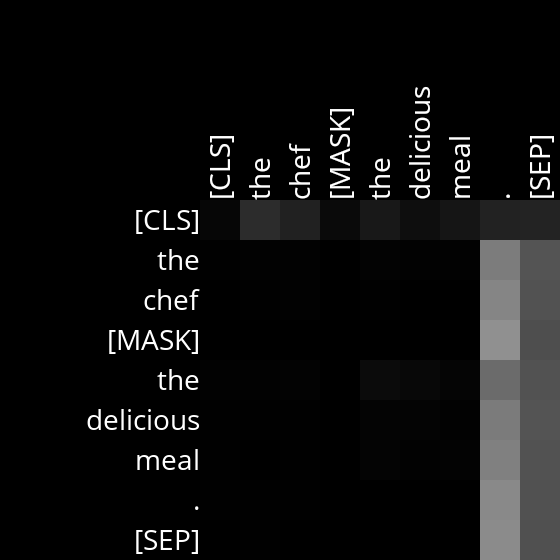 [CLS]
the
chef
[MASK]
the
delicious
meal
.
[SEP]
[CLS]
the
chef
[MASK]
the
delicious
meal
.
[SEP]